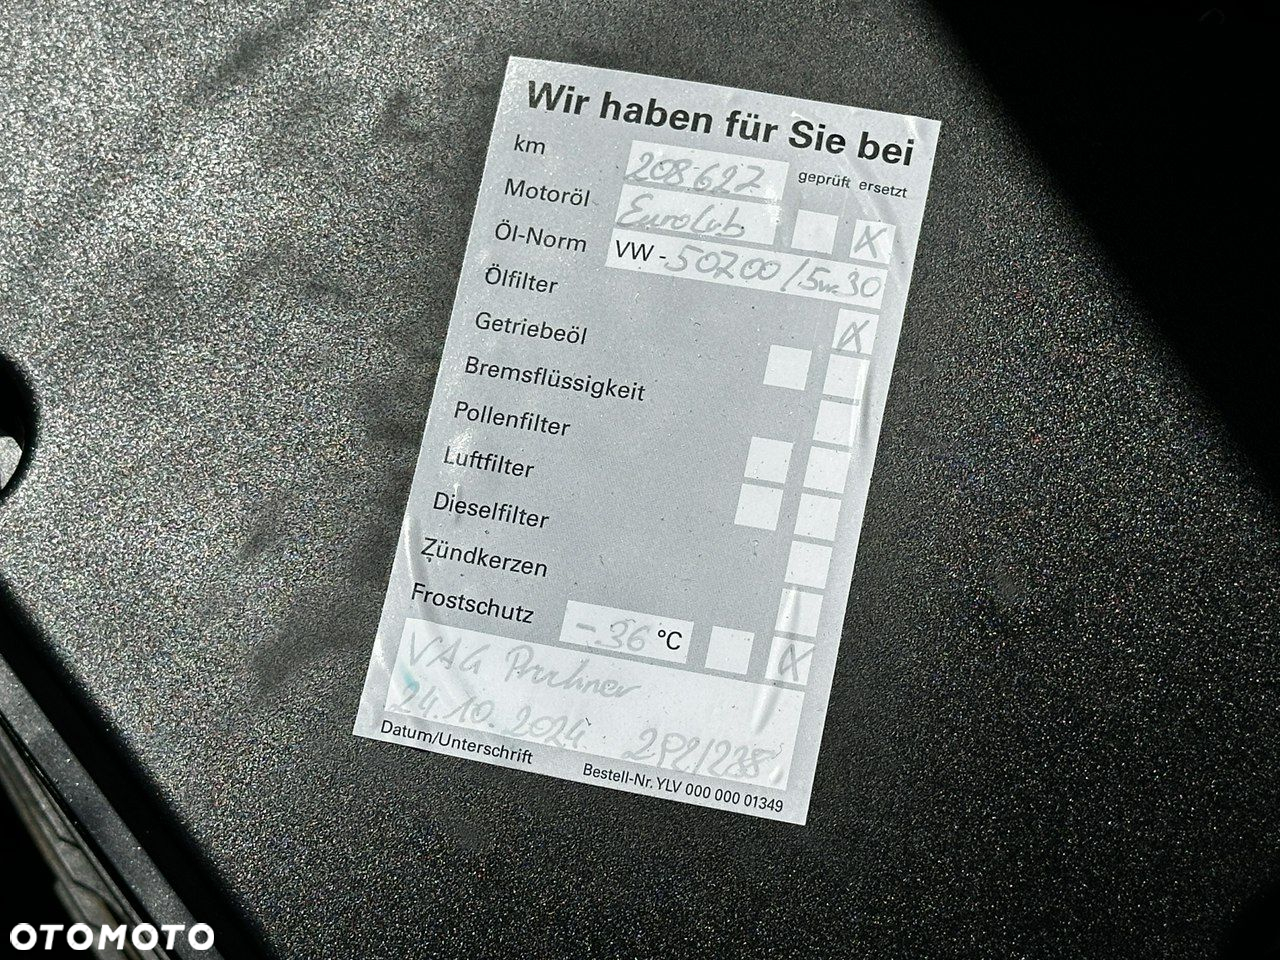 Wir haben für Sie bei
km 208.627 geprüft ersetzt
Motoröl EuroLub X
Öl-Norm VW - 50200 / 5w30
Ölfilter X
Getriebeöl
Bremsflüssigkeit
Pollenfilter
Luftfilter
Dieselfilter
Zündkerzen
Frostschutz -36 °C X
VAG
24.10.2024
Datum/Unterschrift Bestell-Nr. YLV 000 000 01349
OTOMOTO